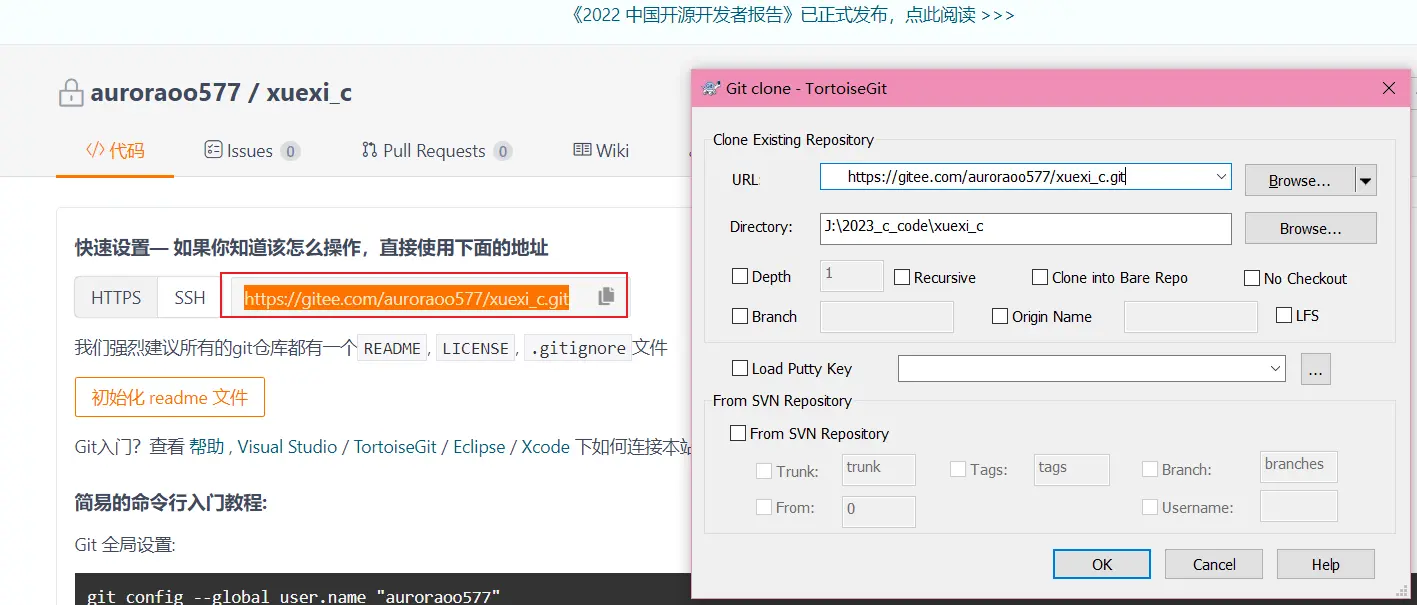 《2022 中国开源开发者报告》已正式发布，点此阅读 >>>
auroraoo577 / xuexi_c
</> 代码
Issues 0
Pull Requests 0
Wiki
快速设置— 如果你知道该怎么操作，直接使用下面的地址
HTTPS SSH https://gitee.com/auroraoo577/xuexi_c.git
我们强烈建议所有的git仓库都有一个 README, LICENSE, .gitignore 文件
初始化 readme 文件
Git入门？查看 帮助 , Visual Studio / TortoiseGit / Eclipse / Xcode 下如何连接本站
简易的命令行入门教程:
Git 全局设置:
git config --global user.name "auroraoo577"
Git clone - TortoiseGit
Clone Existing Repository
URL: https://gitee.com/auroraoo577/xuexi_c.git Browse...
Directory: J:\2023_c_code\xuexi_c Browse...
Depth 1 Recursive Clone into Bare Repo No Checkout
Branch Origin Name LFS
Load Putty Key ...
From SVN Repository
From SVN Repository
Trunk: trunk Tags: tags Branch: branches
From: 0 Username:
OK Cancel Help